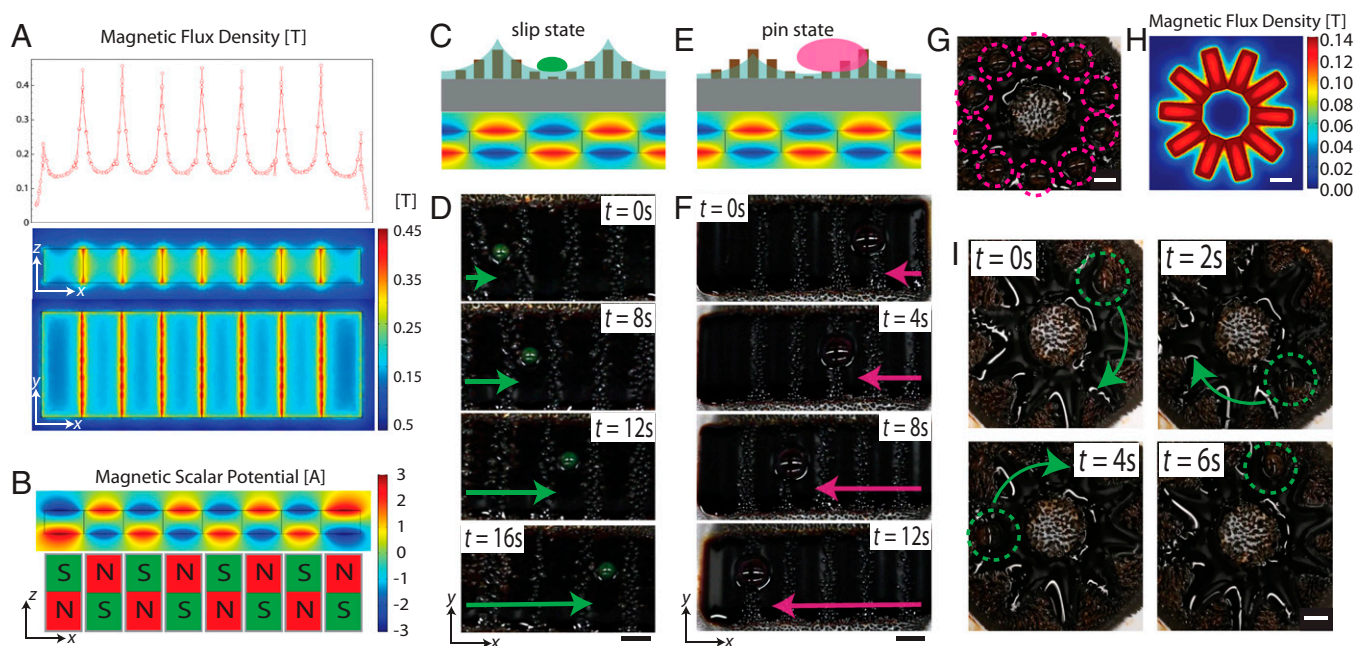 A
Magnetic Flux Density [T]
0.4
0.3
0.2
0.1
0
[T]
0.45
0.35
0.25
0.15
0.5
z
x
y
x
B
Magnetic Scalar Potential [A]
3
2
1
0
-1
-2
-3
S N S N S N S N
N S N S N S N S
z
x
C
slip state
D
t = 0s
t = 8s
t = 12s
t = 16s
E
pin state
F
t = 0s
t = 4s
t = 8s
t = 12s
y
x
G
H
Magnetic Flux Density [T]
0.14
0.12
0.10
0.08
0.06
0.04
0.02
0.00
I
t = 0s
t = 2s
t = 4s
t = 6s